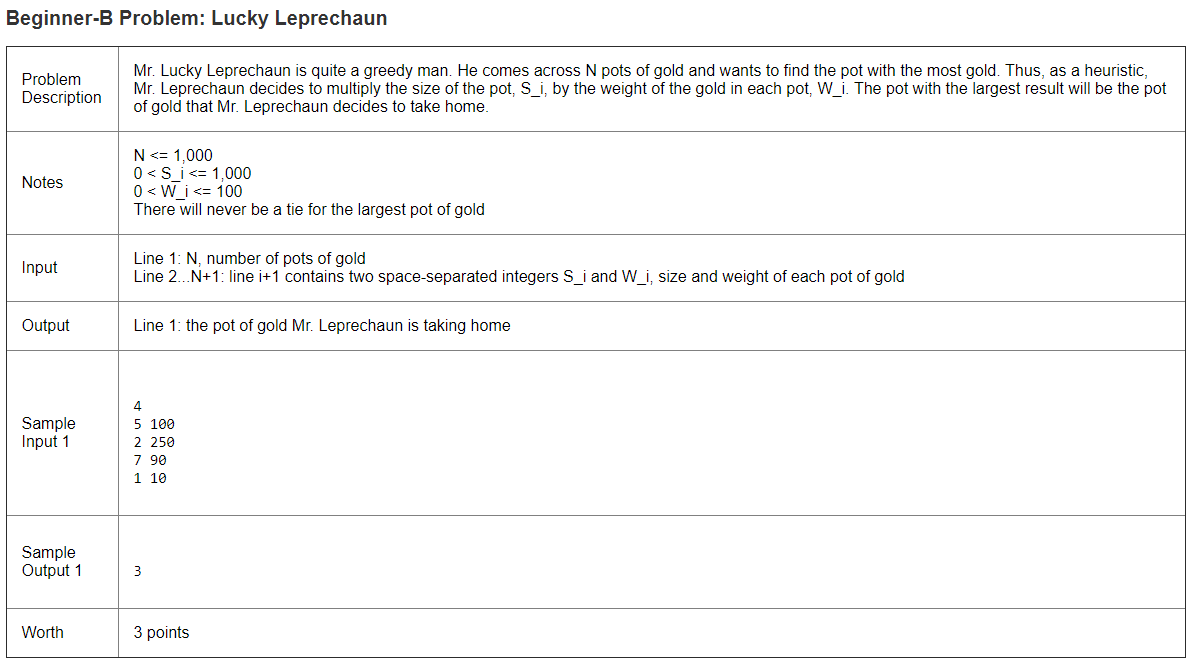 Beginner-B Problem: Lucky Leprechaun
Problem
Description
Mr. Lucky Leprechaun is quite a greedy man. He comes across N pots of gold and wants to find the pot with the most gold. Thus, as a heuristic,
Mr. Leprechaun decides to multiply the size of the pot, S_i, by the weight of the gold in each pot, W_i. The pot with the largest result will be the pot
of gold that Mr. Leprechaun decides to take home.
Notes
N <= 1,000
0 < S_i <= 1,000
0 < W_i <= 100
There will never be a tie for the largest pot of gold
Input
Line 1: N, number of pots of gold
Line 2...N+1: line i+1 contains two space-separated integers S_i and W_i, size and weight of each pot of gold
Output
Line 1: the pot of gold Mr. Leprechaun is taking home
Sample
Input 1
4
5 100
2 250
7 90
1 10
Sample
Output 1
3
Worth
3 points